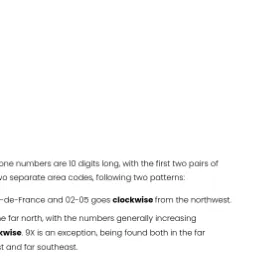 one numbers are 10 digits long, with the first two pairs of
wo separate area codes, following two patterns:
-de-France and 02-05 goes clockwise from the northwest.
e far north, with the numbers generally increasing
kwise. 9X is an exception, being found both in the far
t and far southeast.